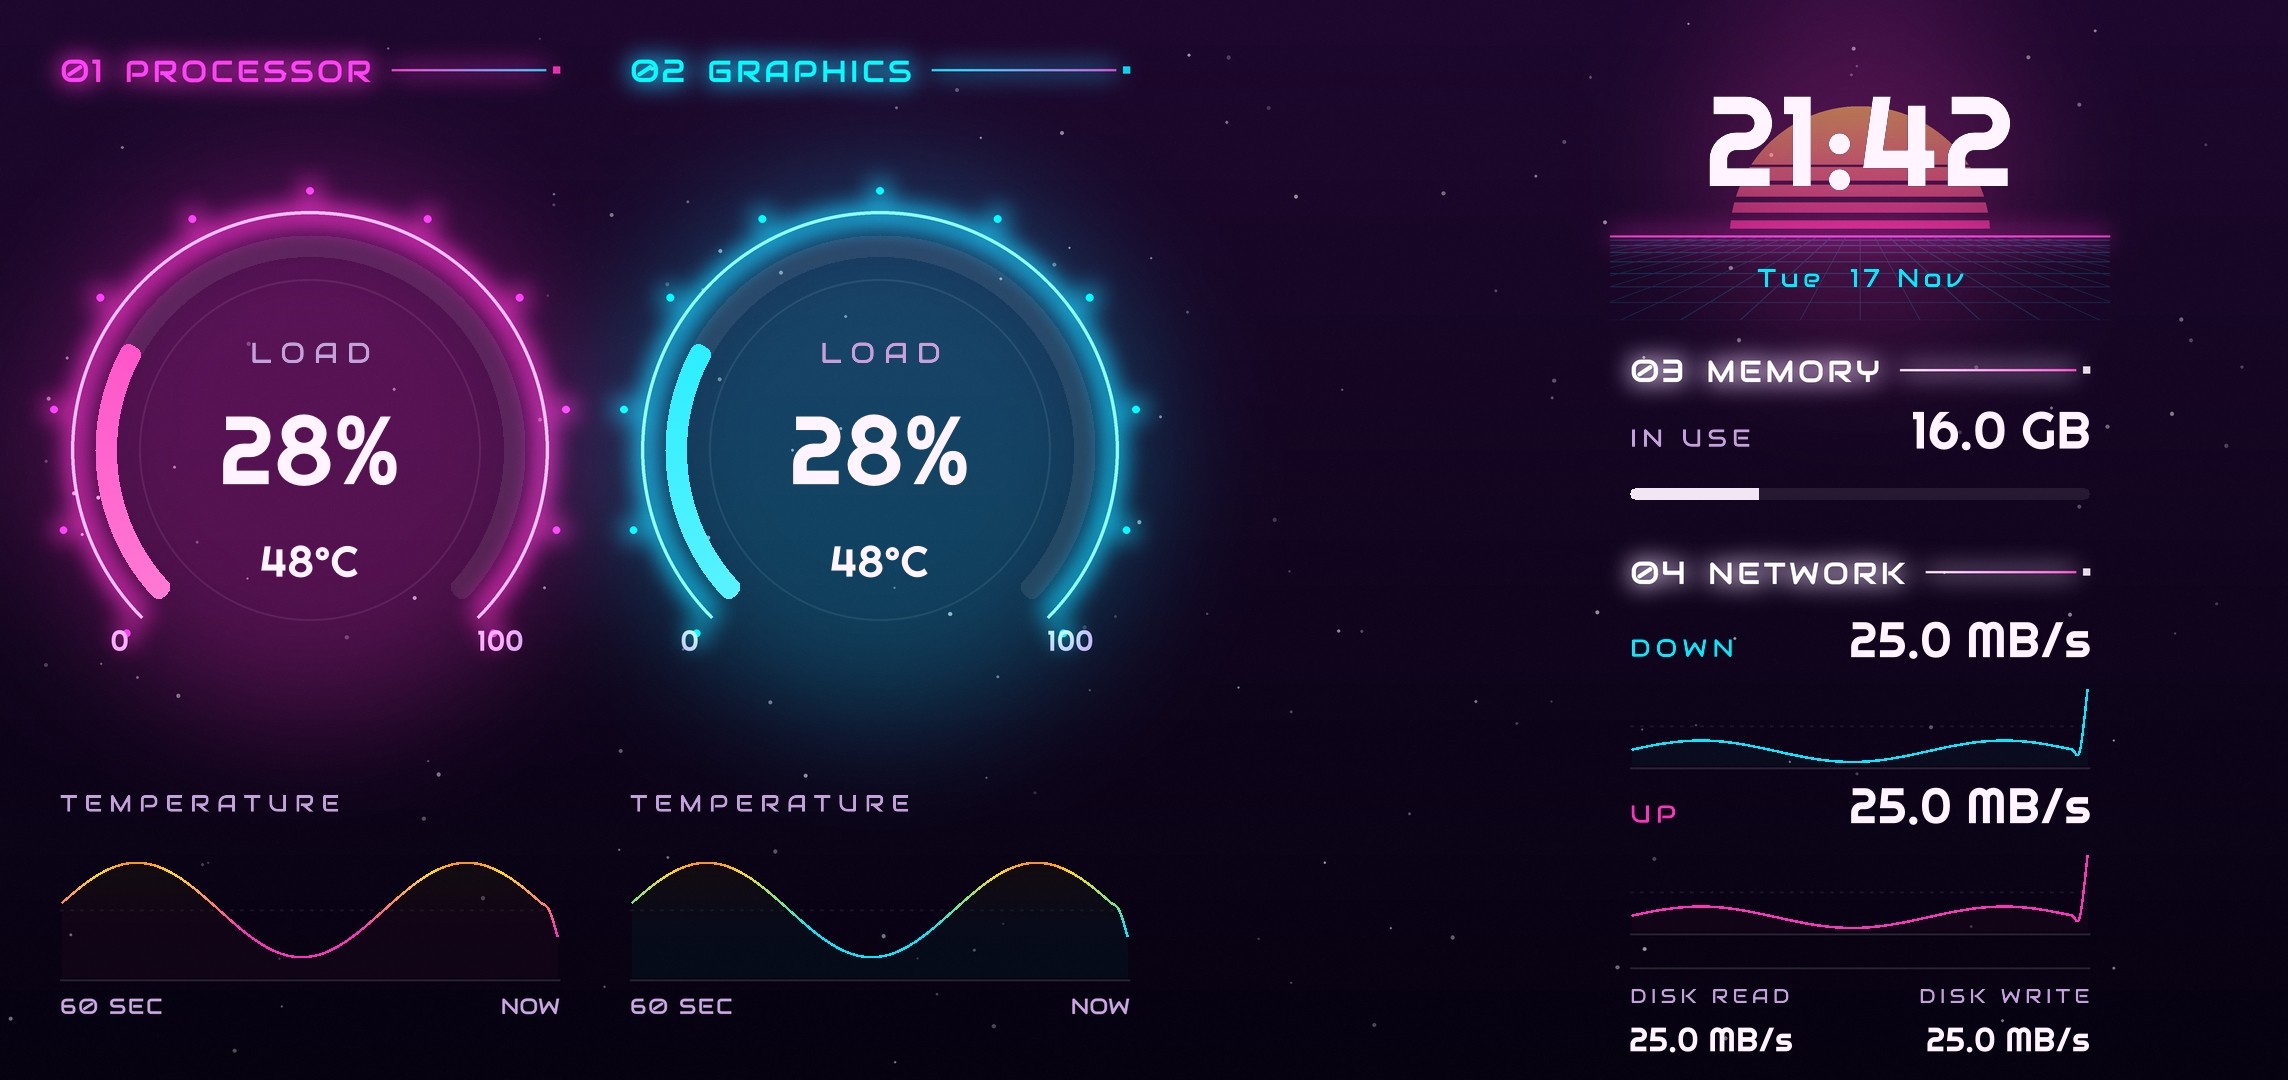 01 PROCESSOR
LOAD
28%
48°C
0
100
TEMPERATURE
60 SEC
NOW
02 GRAPHICS
LOAD
28%
48°C
0
100
TEMPERATURE
60 SEC
NOW
21:42
Tue 17 Nov
03 MEMORY
IN USE
16.0 GB
04 NETWORK
DOWN
25.0 MB/s
UP
25.0 MB/s
DISK READ
25.0 MB/s
DISK WRITE
25.0 MB/s